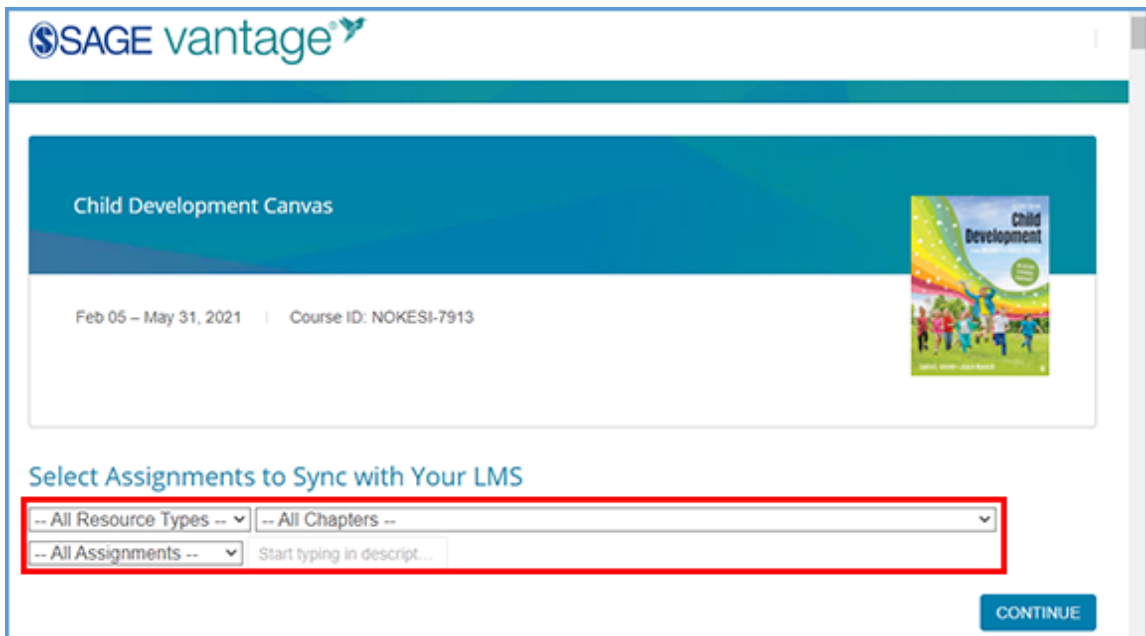 SAGE vantage
Child Development Canvas
Child
Development
Feb 05 – May 31, 2021 | Course ID: NOKESI-7913
Select Assignments to Sync with Your LMS
-- All Resource Types -- -- All Chapters --
-- All Assignments -- Start typing in descript...
CONTINUE